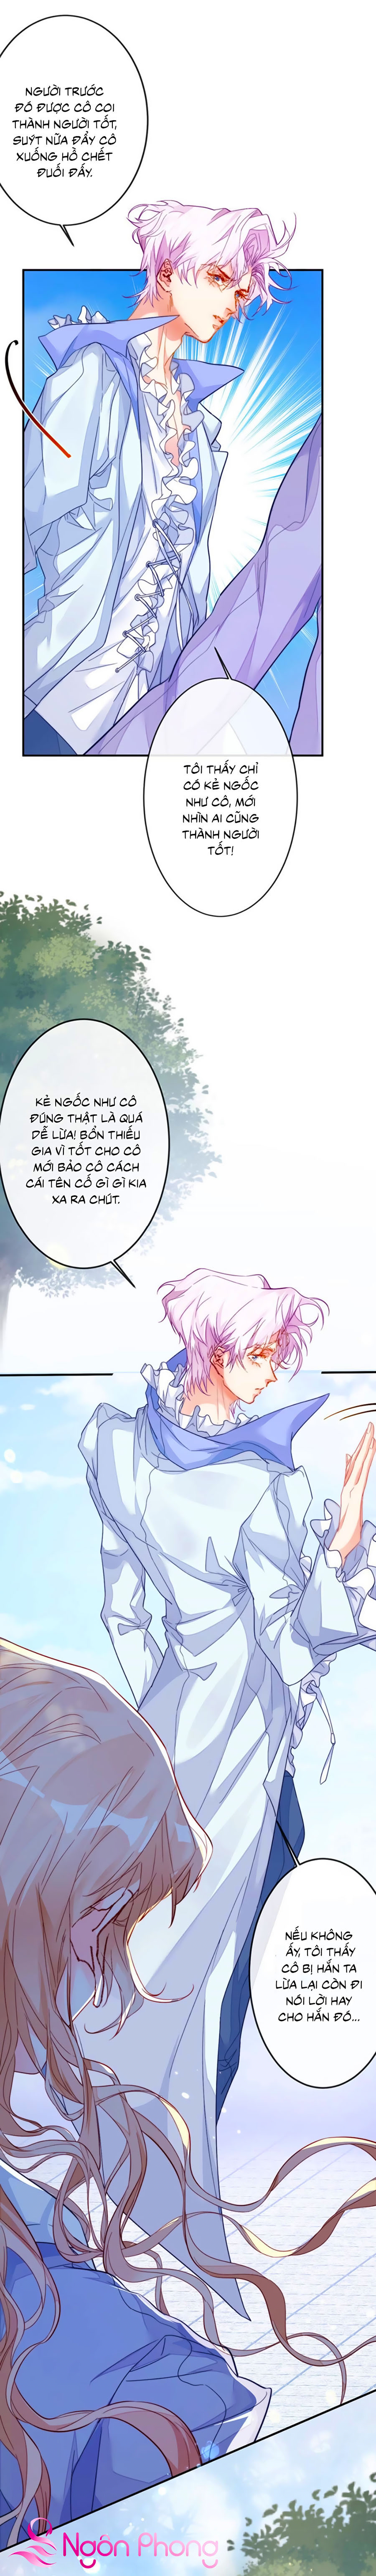 NGƯỜI TRƯỚC
ĐÓ ĐƯỢC CÔ COI
THÀNH NGƯỜI TỐT,
SUÝT NỮA ĐẨY CÔ
XUỐNG HỒ CHẾT
ĐUỐI ĐẤY.
TÔI THẤY CHỈ
CÓ KẺ NGỐC
NHƯ CÔ, MỚI
NHÌN AI CŨNG
THÀNH NGƯỜI
TỐT!
KẺ NGỐC NHƯ CÔ
ĐÚNG THẬT LÀ QUÁ
DỄ LỪA! BỔN THIẾU
GIA VÌ TỐT CHO CÔ
MỚI BẢO CÔ CÁCH
CÁI TÊN CỐ GÌ GÌ KIA
XA RA CHÚT.
NẾU KHÔNG
ẤY, TÔI THẤY
CÔ BỊ HẮN TA
LỪA LẠI CÒN ĐI
NÓI LỜI HAY
CHO HẮN ĐÓ...
Ngôn Phong